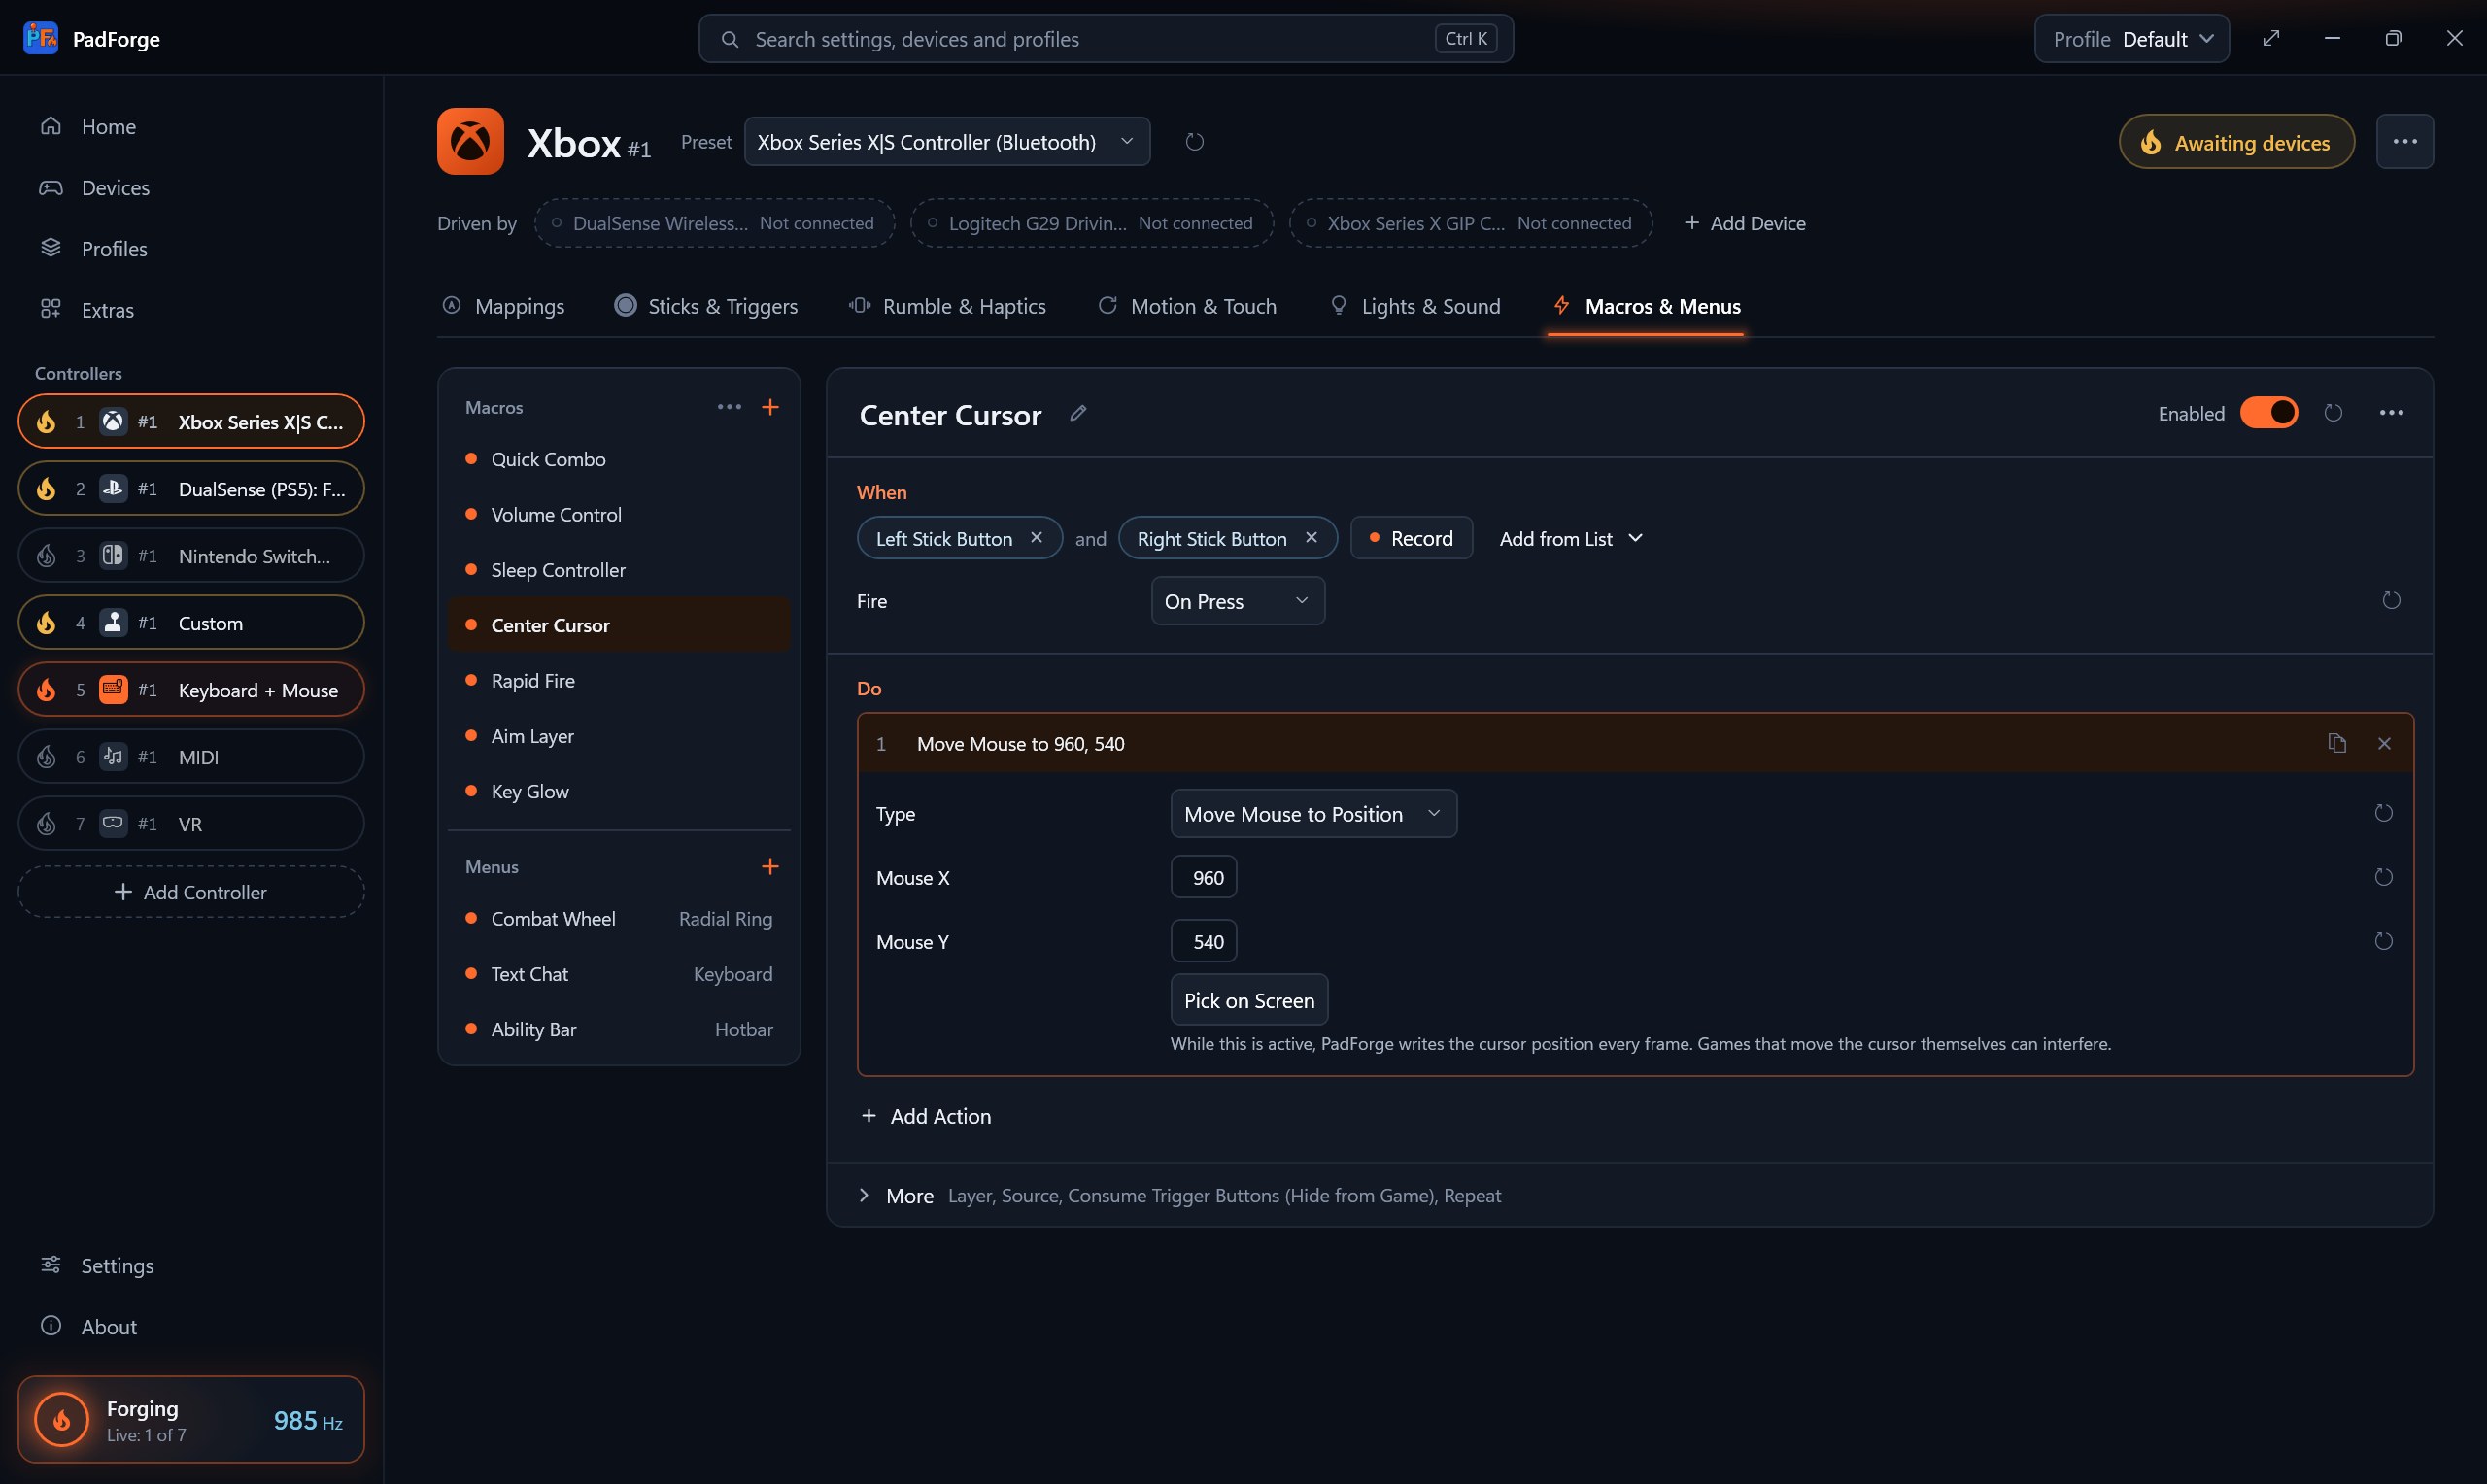 PadForge
Search settings, devices and profiles
Ctrl K
Profile Default
Home
Devices
Profiles
Extras
Controllers
1 #1 Xbox Series X|S C...
2 #1 DualSense (PS5): F...
3 #1 Nintendo Switch...
4 #1 Custom
5 #1 Keyboard + Mouse
6 #1 MIDI
7 #1 VR
+ Add Controller
Settings
About
Forging
Live: 1 of 7
985 Hz
Xbox #1
Preset
Xbox Series X|S Controller (Bluetooth)
Awaiting devices
Driven by
DualSense Wireless... Not connected
Logitech G29 Drivin... Not connected
Xbox Series X GIP C... Not connected
+ Add Device
Mappings
Sticks & Triggers
Rumble & Haptics
Motion & Touch
Lights & Sound
Macros & Menus
Macros
Quick Combo
Volume Control
Sleep Controller
Center Cursor
Rapid Fire
Aim Layer
Key Glow
Menus
Combat Wheel Radial Ring
Text Chat Keyboard
Ability Bar Hotbar
Center Cursor
Enabled
When
Left Stick Button and Right Stick Button Record Add from List
Fire On Press
Do
1 Move Mouse to 960, 540
Type Move Mouse to Position
Mouse X 960
Mouse Y 540
Pick on Screen
While this is active, PadForge writes the cursor position every frame. Games that move the cursor themselves can interfere.
+ Add Action
More Layer, Source, Consume Trigger Buttons (Hide from Game), Repeat